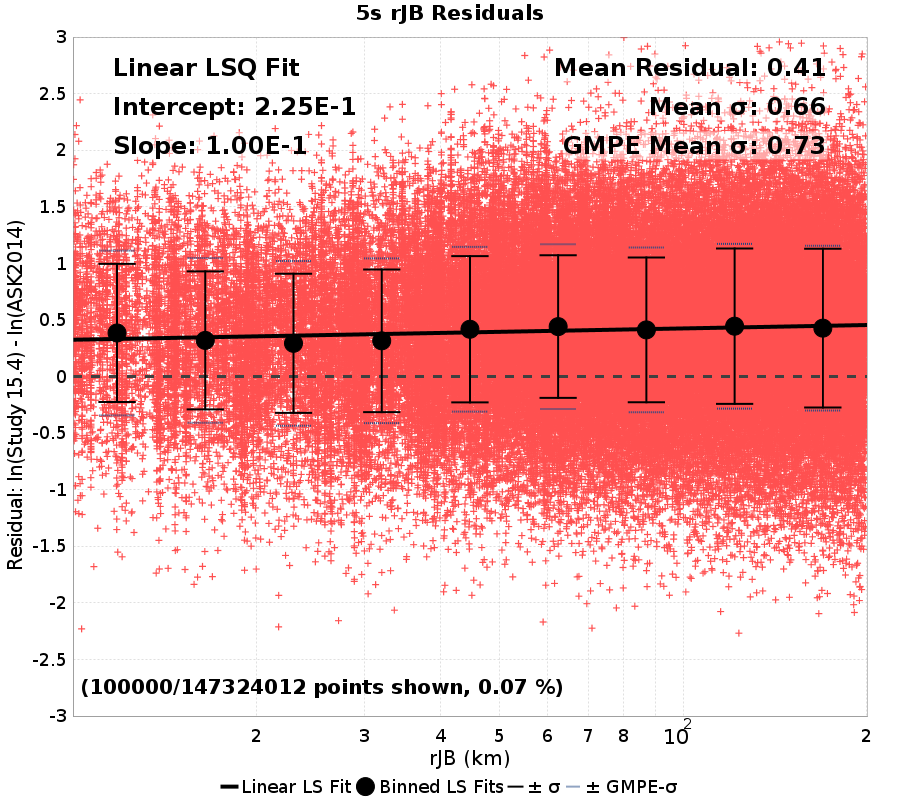 5s rJB Residuals
Linear LSQ Fit
Intercept: 2.25E-1
Slope: 1.00E-1
Mean Residual: 0.41
Mean σ: 0.66
GMPE Mean σ: 0.73
3
2.5
2
1.5
1
0.5
0
-0.5
-1
-1.5
-2
-2.5
-3
Residual: ln(Study 15.4) - ln(ASK2014)
(100000/147324012 points shown, 0.07 %)
2 3 4 5 6 7 8 10² 2
rJB (km)
Linear LS Fit Binned LS Fits ± σ ± GMPE-σ